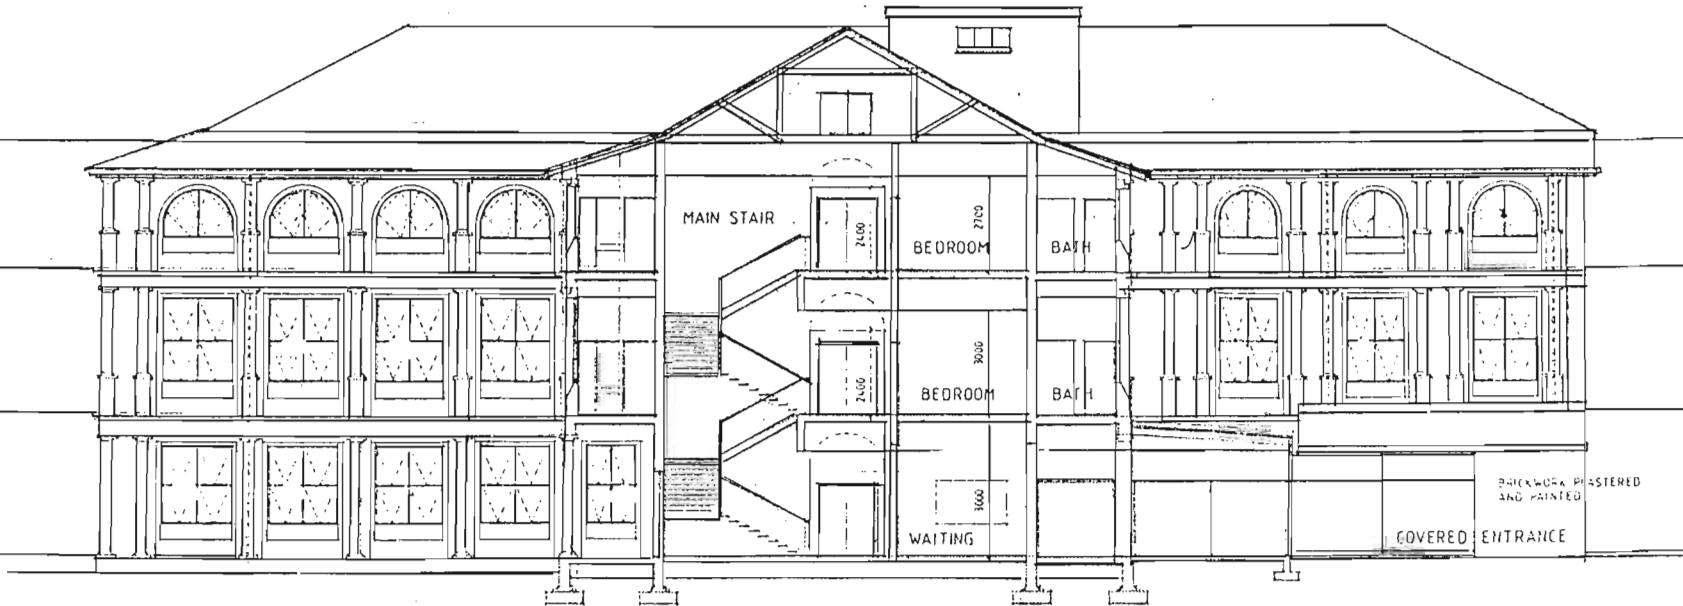 MAIN STAIR
2400
BEDROOM
2700
BATH
2400
BEDROOM
3000
BATH
WAITING
3000
BRICKWORK PLASTERED
AND PAINTED
COVERED ENTRANCE